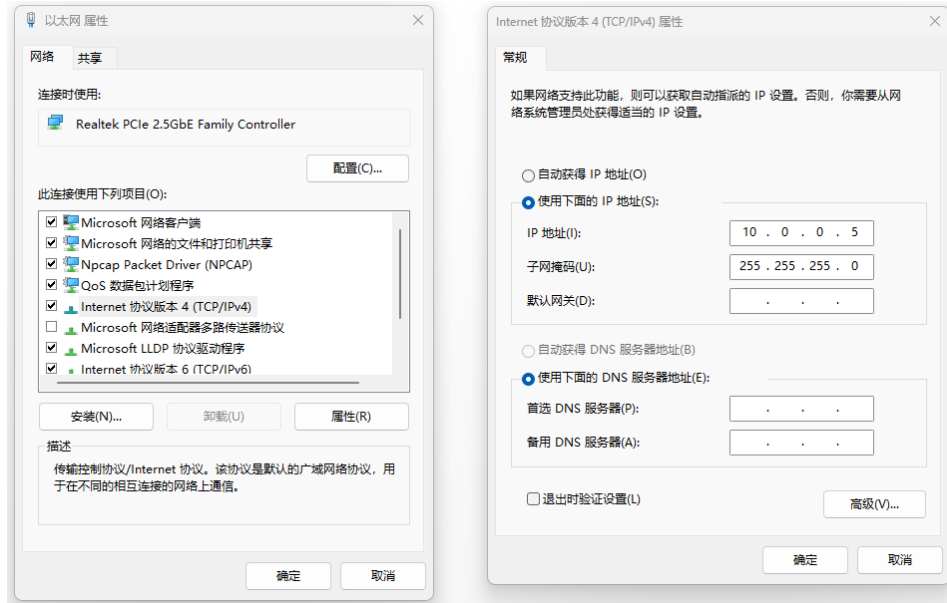 以太网 属性
网络
共享
连接时使用:
Realtek PCIe 2.5GbE Family Controller
配置(C)...
此连接使用下列项目(O):
Microsoft 网络客户端
Microsoft 网络的文件和打印机共享
Npcap Packet Driver (NPCAP)
QoS 数据包计划程序
Internet 协议版本 4 (TCP/IPv4)
Microsoft 网络适配器多路传送器协议
Microsoft LLDP 协议驱动程序
Internet 协议版本 6 (TCP/IPv6)
安装(N)...
卸载(U)
属性(R)
描述
传输控制协议/Internet 协议。该协议是默认的广域网络协议，用
于在不同的相互连接的网络上通信。
确定
取消
Internet 协议版本 4 (TCP/IPv4) 属性
常规
如果网络支持此功能，则可以获取自动指派的 IP 设置。否则，你需要从网
络系统管理员处获得适当的 IP 设置。
自动获得 IP 地址(O)
使用下面的 IP 地址(S):
IP 地址(I):
10 . 0 . 0 . 5
子网掩码(U):
255 . 255 . 255 . 0
默认网关(D):
. . .
自动获得 DNS 服务器地址(B)
使用下面的 DNS 服务器地址(E):
首选 DNS 服务器(P):
. . .
备用 DNS 服务器(A):
. . .
退出时验证设置(L)
高级(V)...
确定
取消